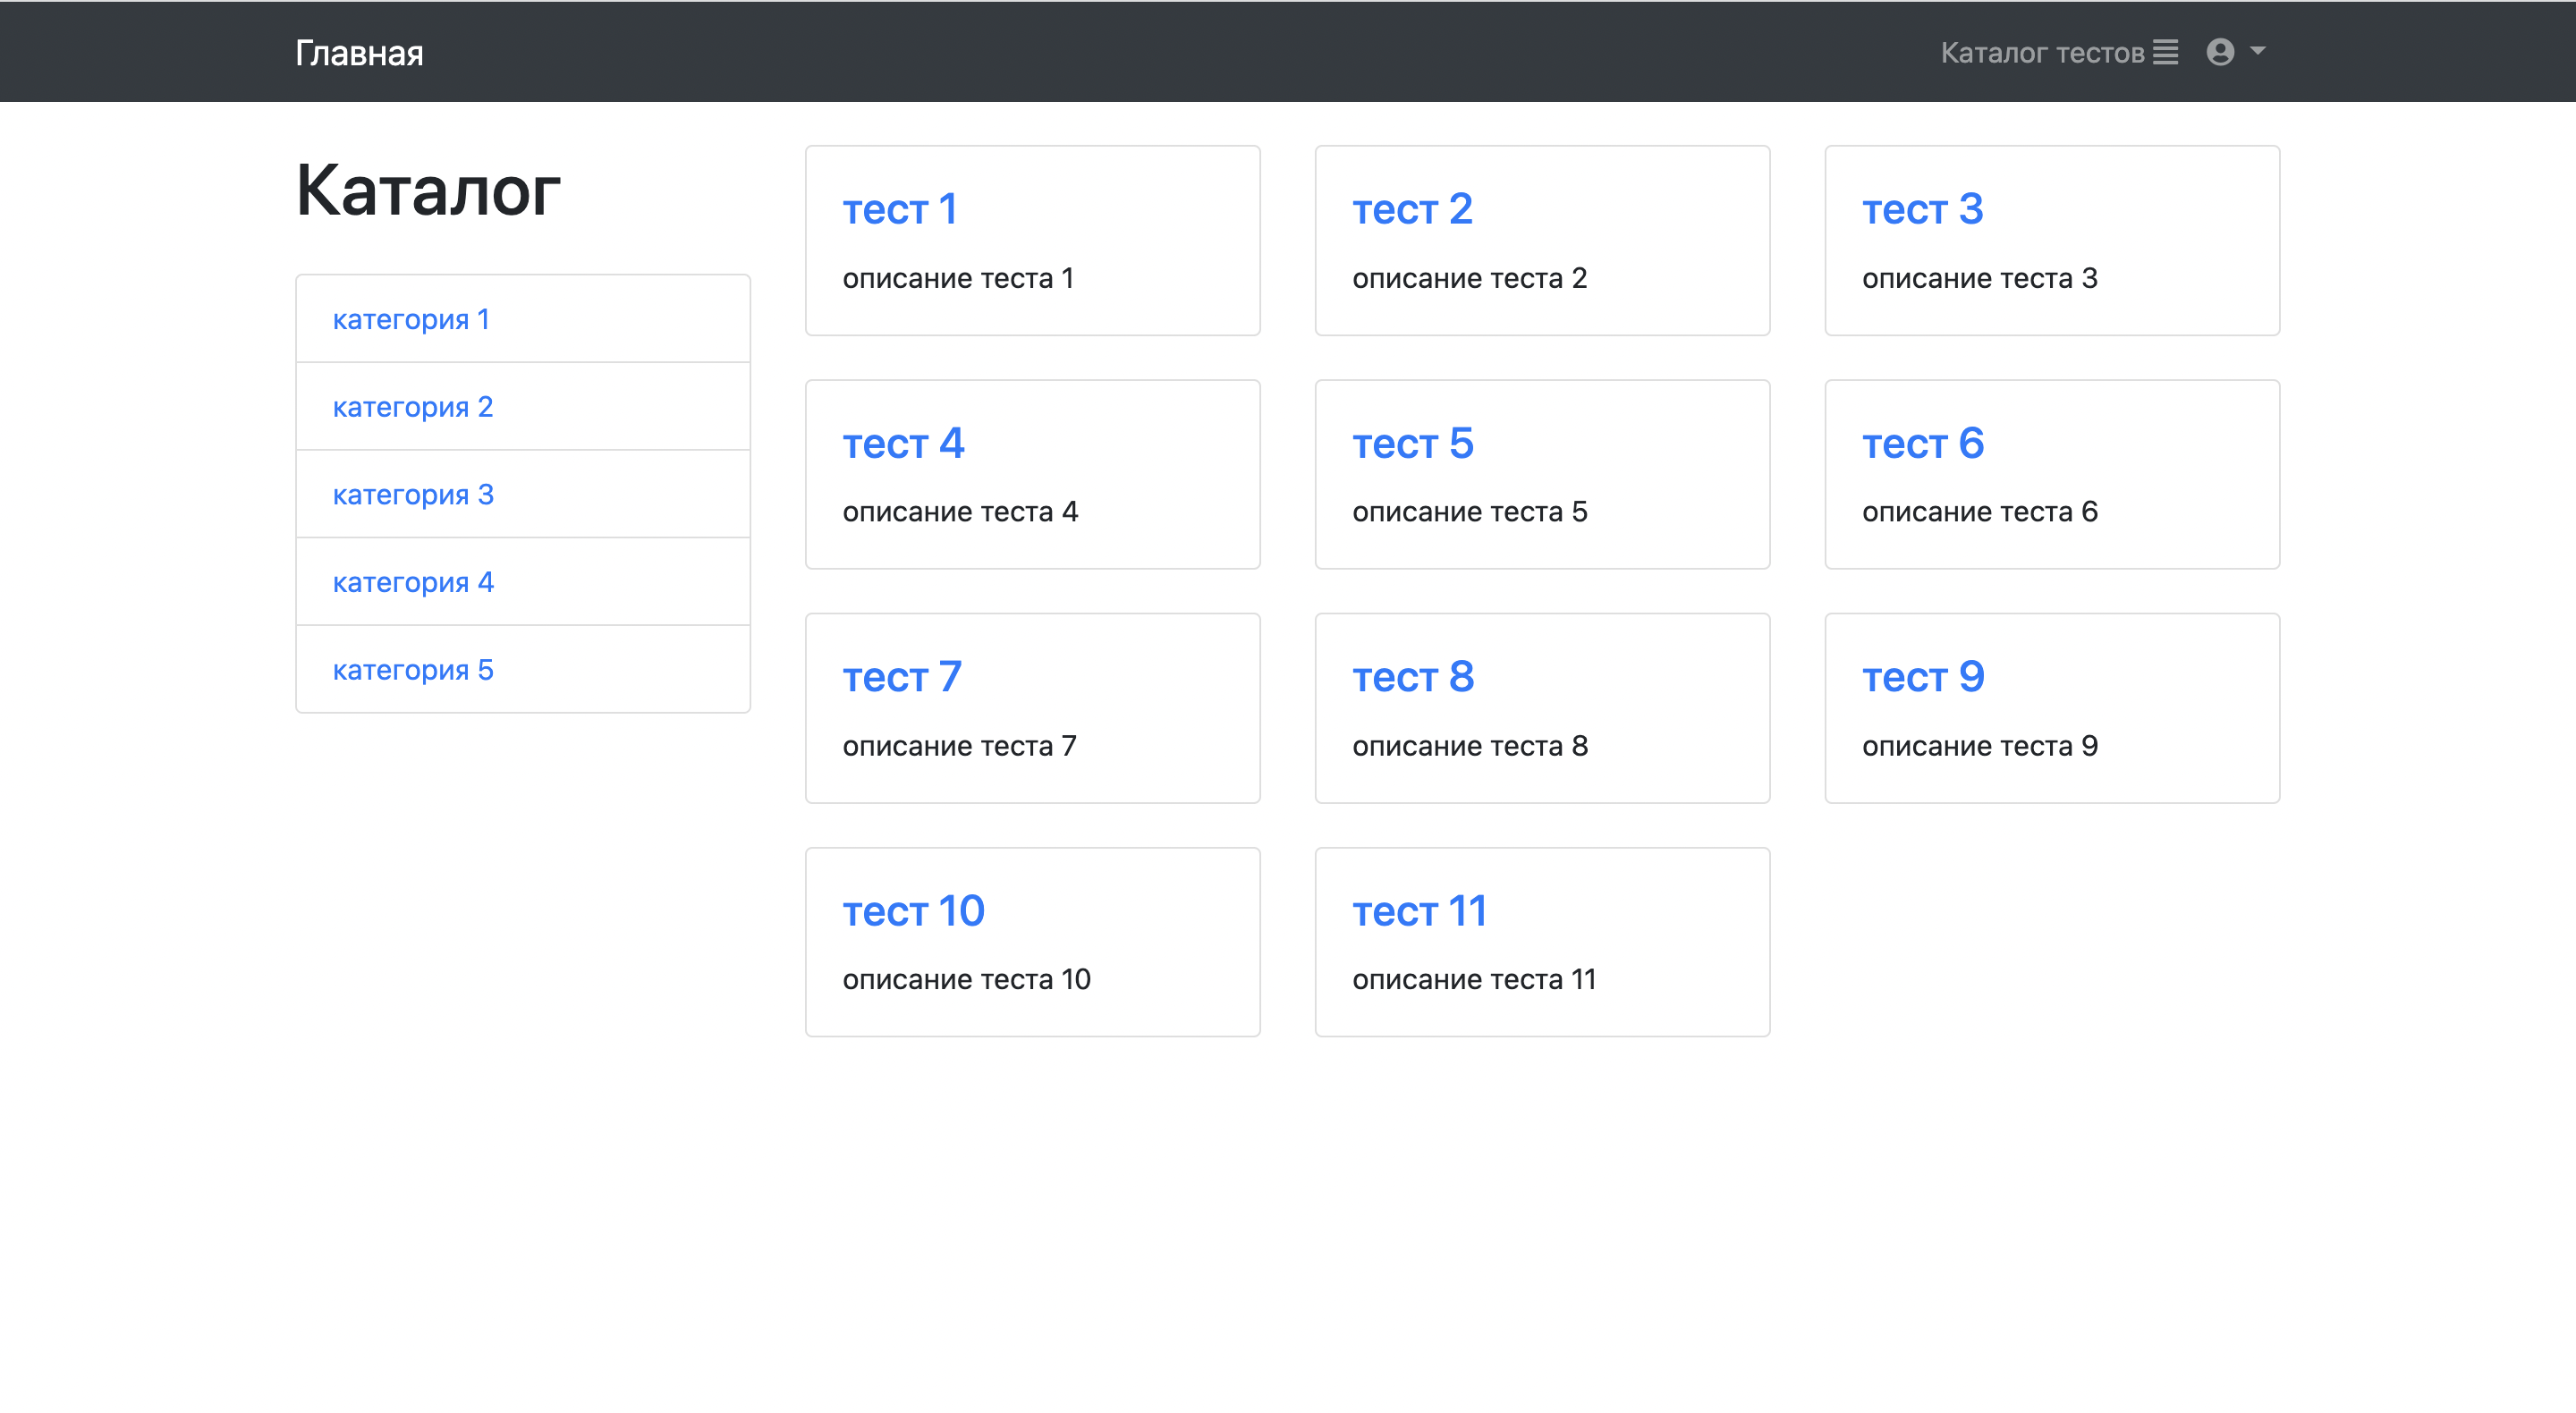 Главная
Каталог тестов
Каталог
категория 1
категория 2
категория 3
категория 4
категория 5
тест 1
описание теста 1
тест 2
описание теста 2
тест 3
описание теста 3
тест 4
описание теста 4
тест 5
описание теста 5
тест 6
описание теста 6
тест 7
описание теста 7
тест 8
описание теста 8
тест 9
описание теста 9
тест 10
описание теста 10
тест 11
описание теста 11